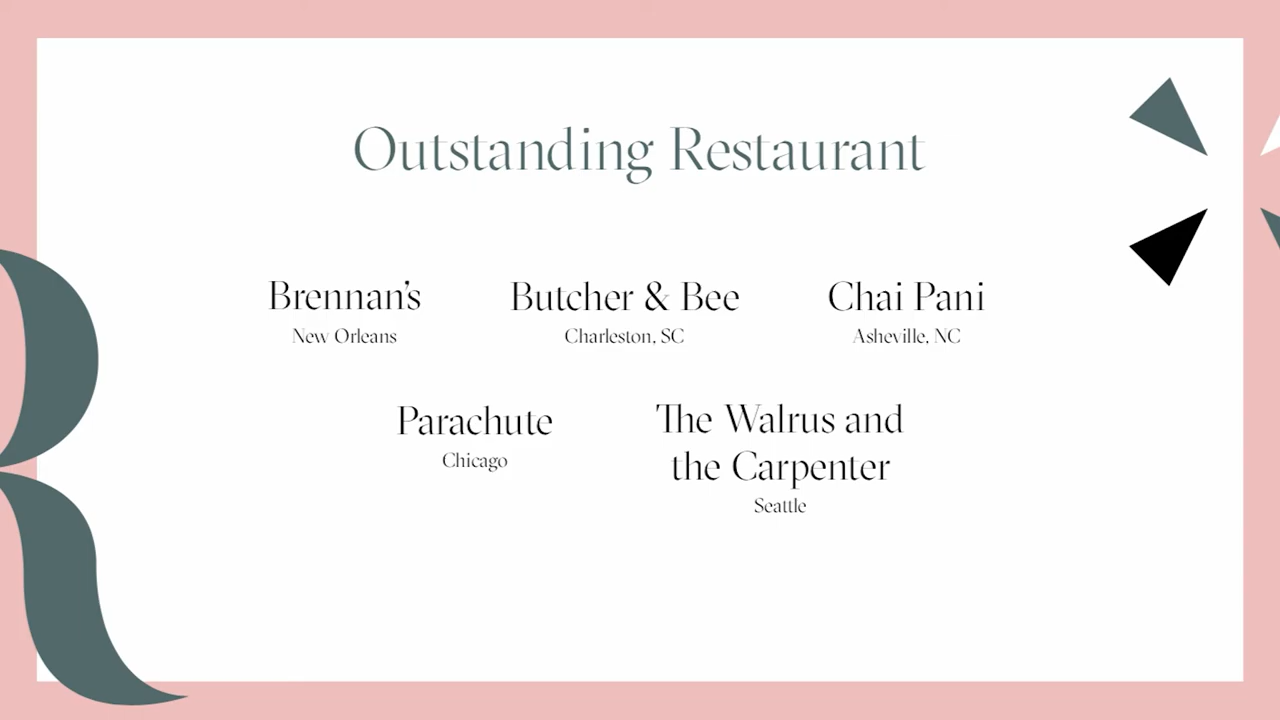 Outstanding Restaurant
Brennan's
New Orleans
Butcher & Bee
Charleston, SC
Chai Pani
Asheville, NC
Parachute
Chicago
The Walrus and
the Carpenter
Seattle